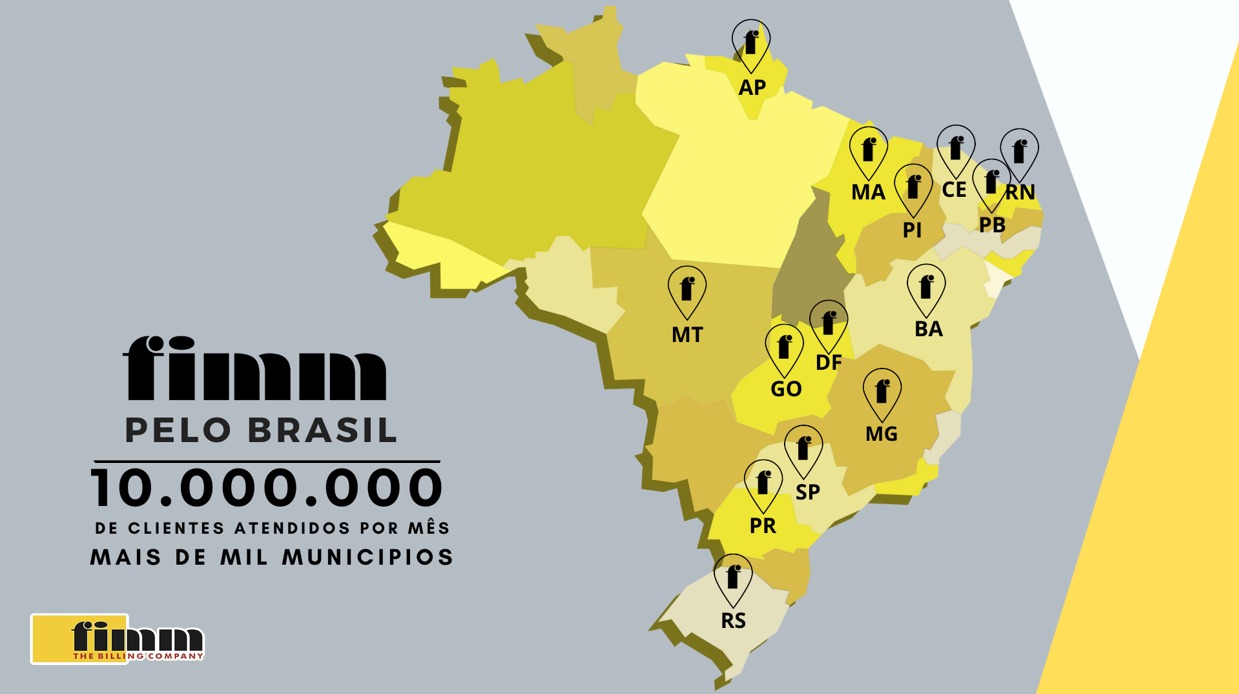 AP
MA
PI
CE
PB
RN
MT
BA
DF
GO
MG
SP
PR
RS
fimm
PELO BRASIL
10.000.000
DE CLIENTES ATENDIDOS POR MÊS
MAIS DE MIL MUNICIPIOS
fimm
THE BILLING COMPANY